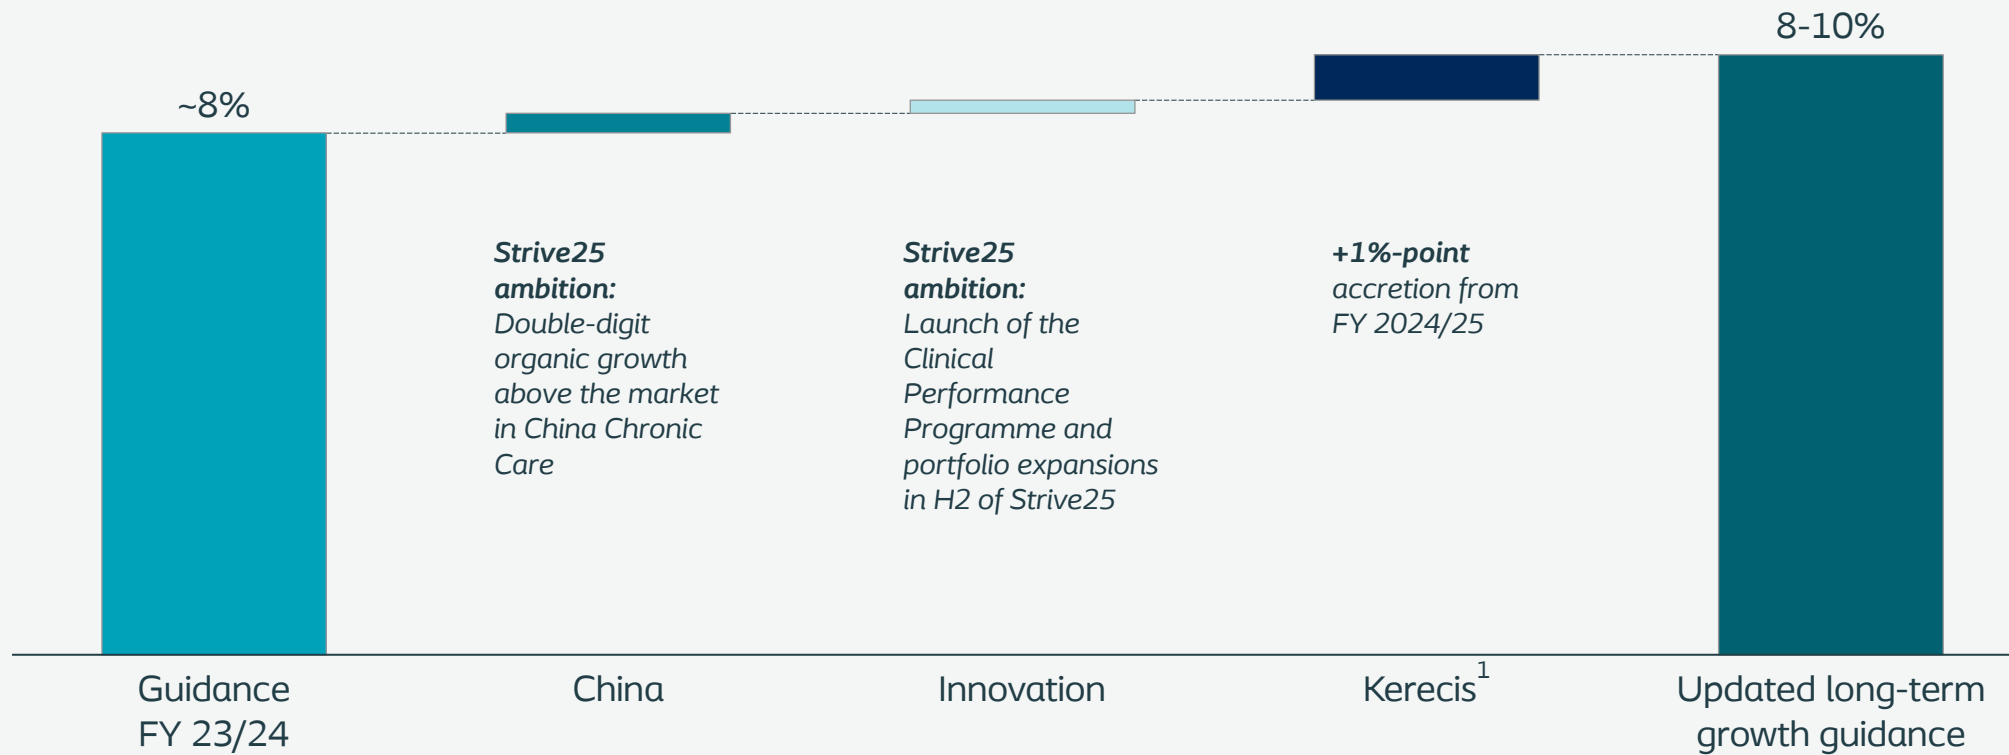 8-10%
~8%
Strive25
ambition:
Double-digit
organic growth
above the market
in China Chronic
Care
Strive25
ambition:
Launch of the
Clinical
Performance
Programme and
portfolio expansions
in H2 of Strive25
+1%-point
accretion from
FY 2024/25
Guidance
FY 23/24
China
Innovation
Kerecis1
Updated long-term
growth guidance